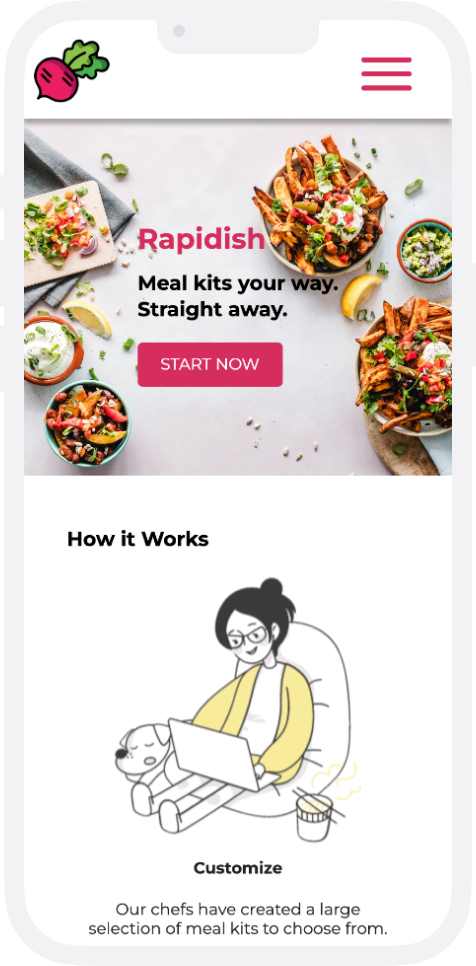 Rapidish
Meal kits your way.
Straight away.
START NOW
How it Works
Customize
Our chefs have created a large
selection of meal kits to choose from.